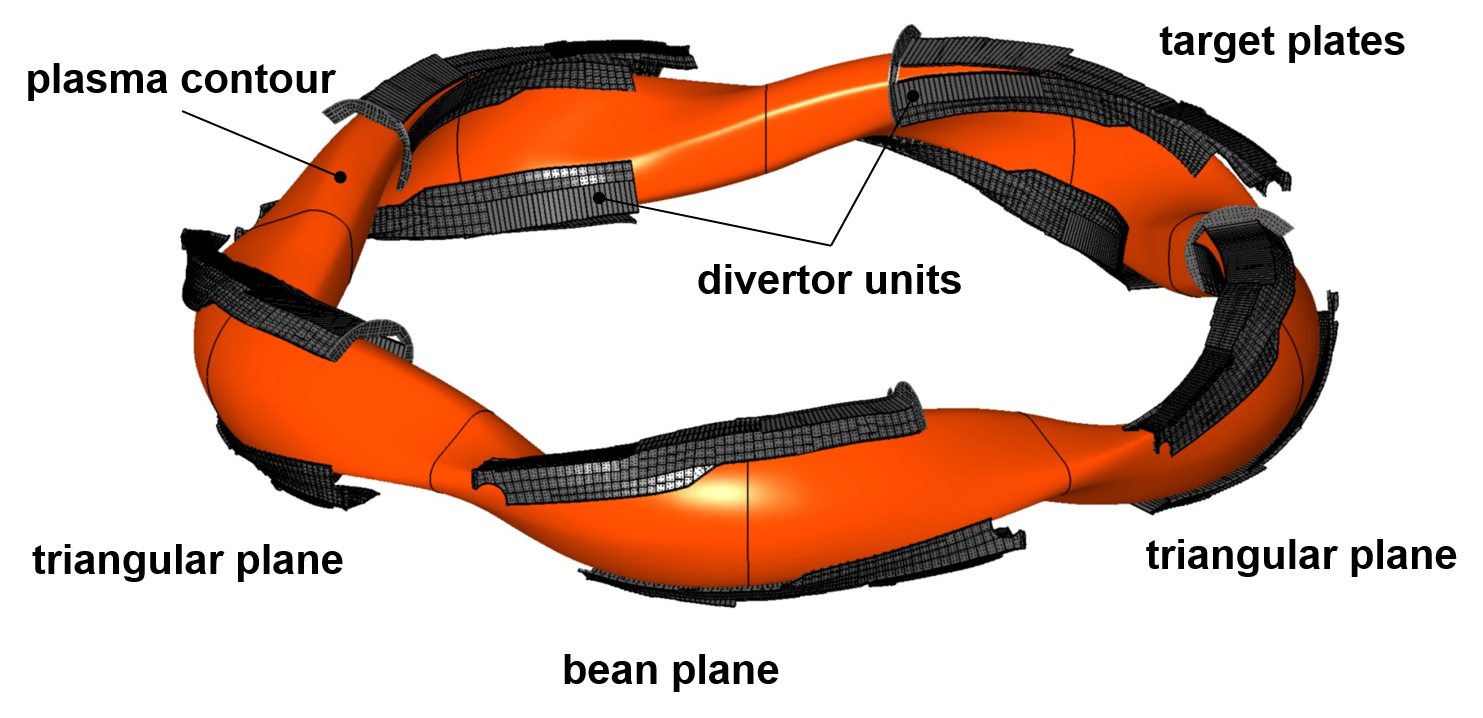 target plates
plasma contour
divertor units
triangular plane
triangular plane
bean plane